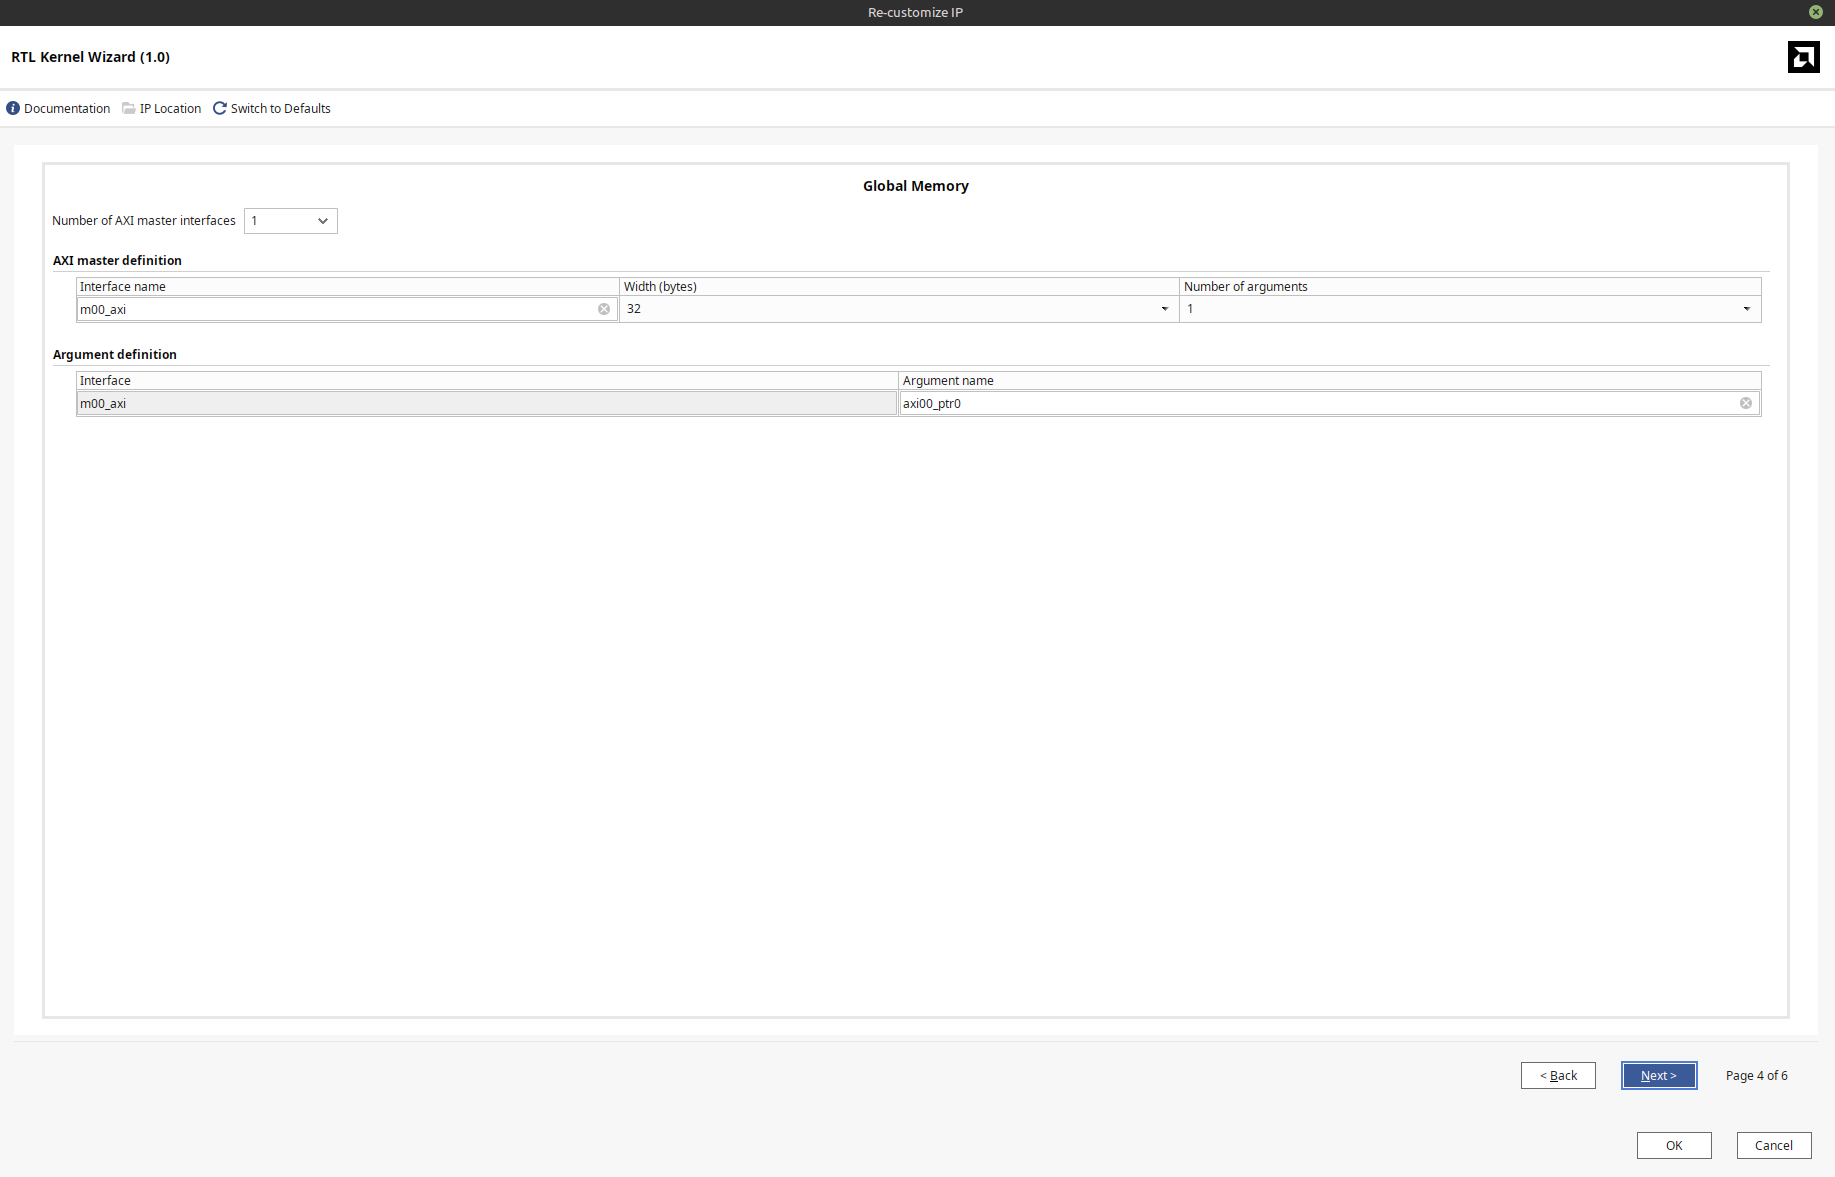 Re-customize IP
RTL Kernel Wizard (1.0)
Documentation IP Location Switch to Defaults
Global Memory
Number of AXI master interfaces 1
AXI master definition
Interface name Width (bytes) Number of arguments
m00_axi 32 1
Argument definition
Interface Argument name
m00_axi axi00_ptr0
< Back Next > Page 4 of 6
OK Cancel